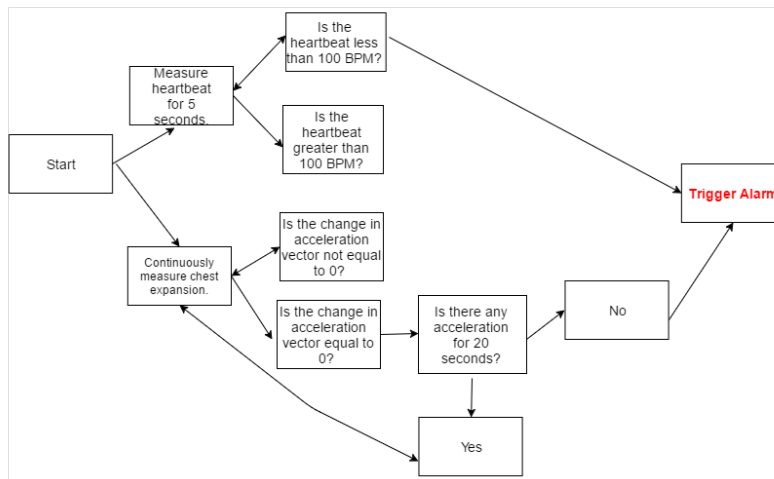 Is the
heartbeat less
than 100 BPM?
Measure
heartbeat
for 5
seconds.
Is the
heartbeat
greater than
100 BPM?
Start
Trigger Alarm
Is the change in
acceleration
vector not equal
to 0?
Continuously
measure chest
expansion.
Is the change in
acceleration
vector equal to
0?
Is there any
acceleration
for 20
seconds?
No
Yes